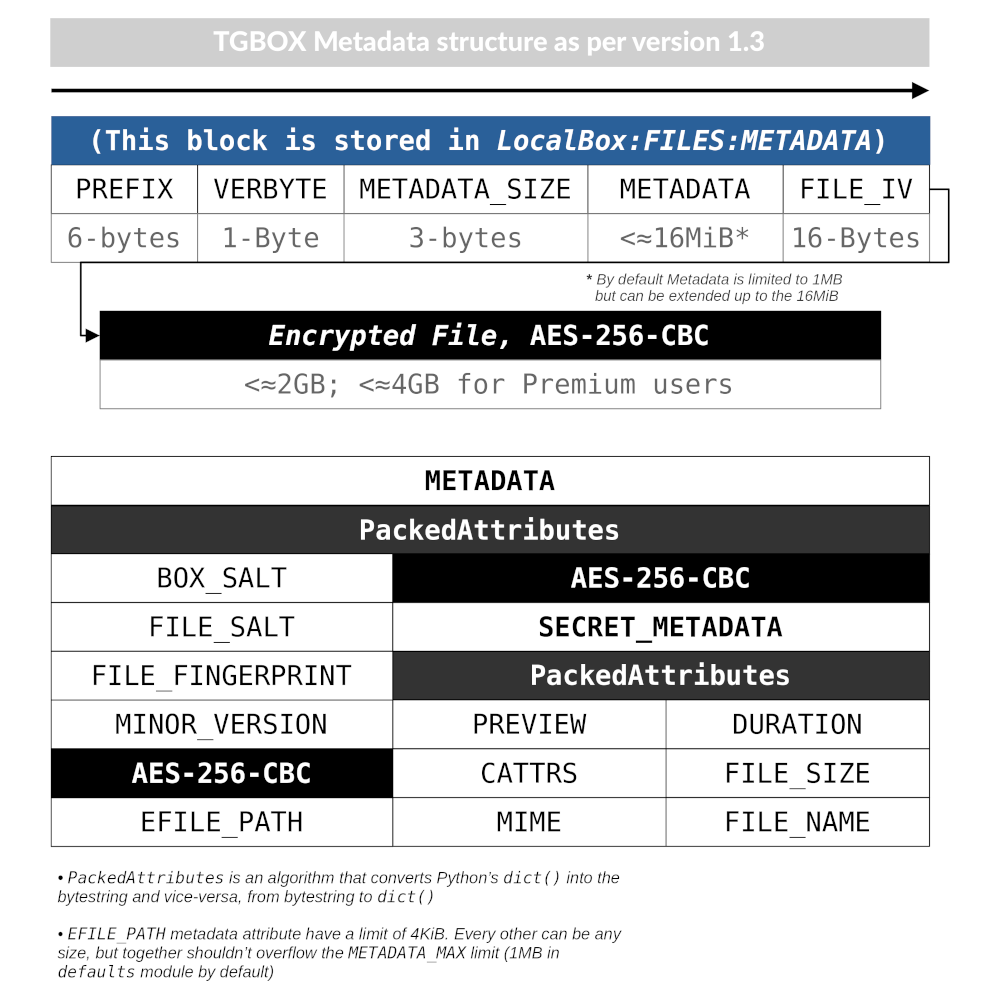 TGBOX Metadata structure as per version 1.3
(This block is stored in LocalBox:FILES:METADATA)
PREFIX VERBYTE METADATA_SIZE METADATA FILE_IV
6-bytes 1-Byte 3-bytes <≈16MiB* 16-Bytes
* By default Metadata is limited to 1MB
but can be extended up to the 16MiB
Encrypted File, AES-256-CBC
<≈2GB; <≈4GB for Premium users
METADATA
PackedAttributes
BOX_SALT AES-256-CBC
FILE_SALT SECRET_METADATA
FILE_FINGERPRINT PackedAttributes
MINOR_VERSION PREVIEW DURATION
AES-256-CBC CATTRS FILE_SIZE
EFILE_PATH MIME FILE_NAME
• PackedAttributes is an algorithm that converts Python's dict() into the
bytestring and vice-versa, from bytestring to dict()
• EFILE_PATH metadata attribute have a limit of 4KiB. Every other can be any
size, but together shouldn't overflow the METADATA_MAX limit (1MB in
defaults module by default)